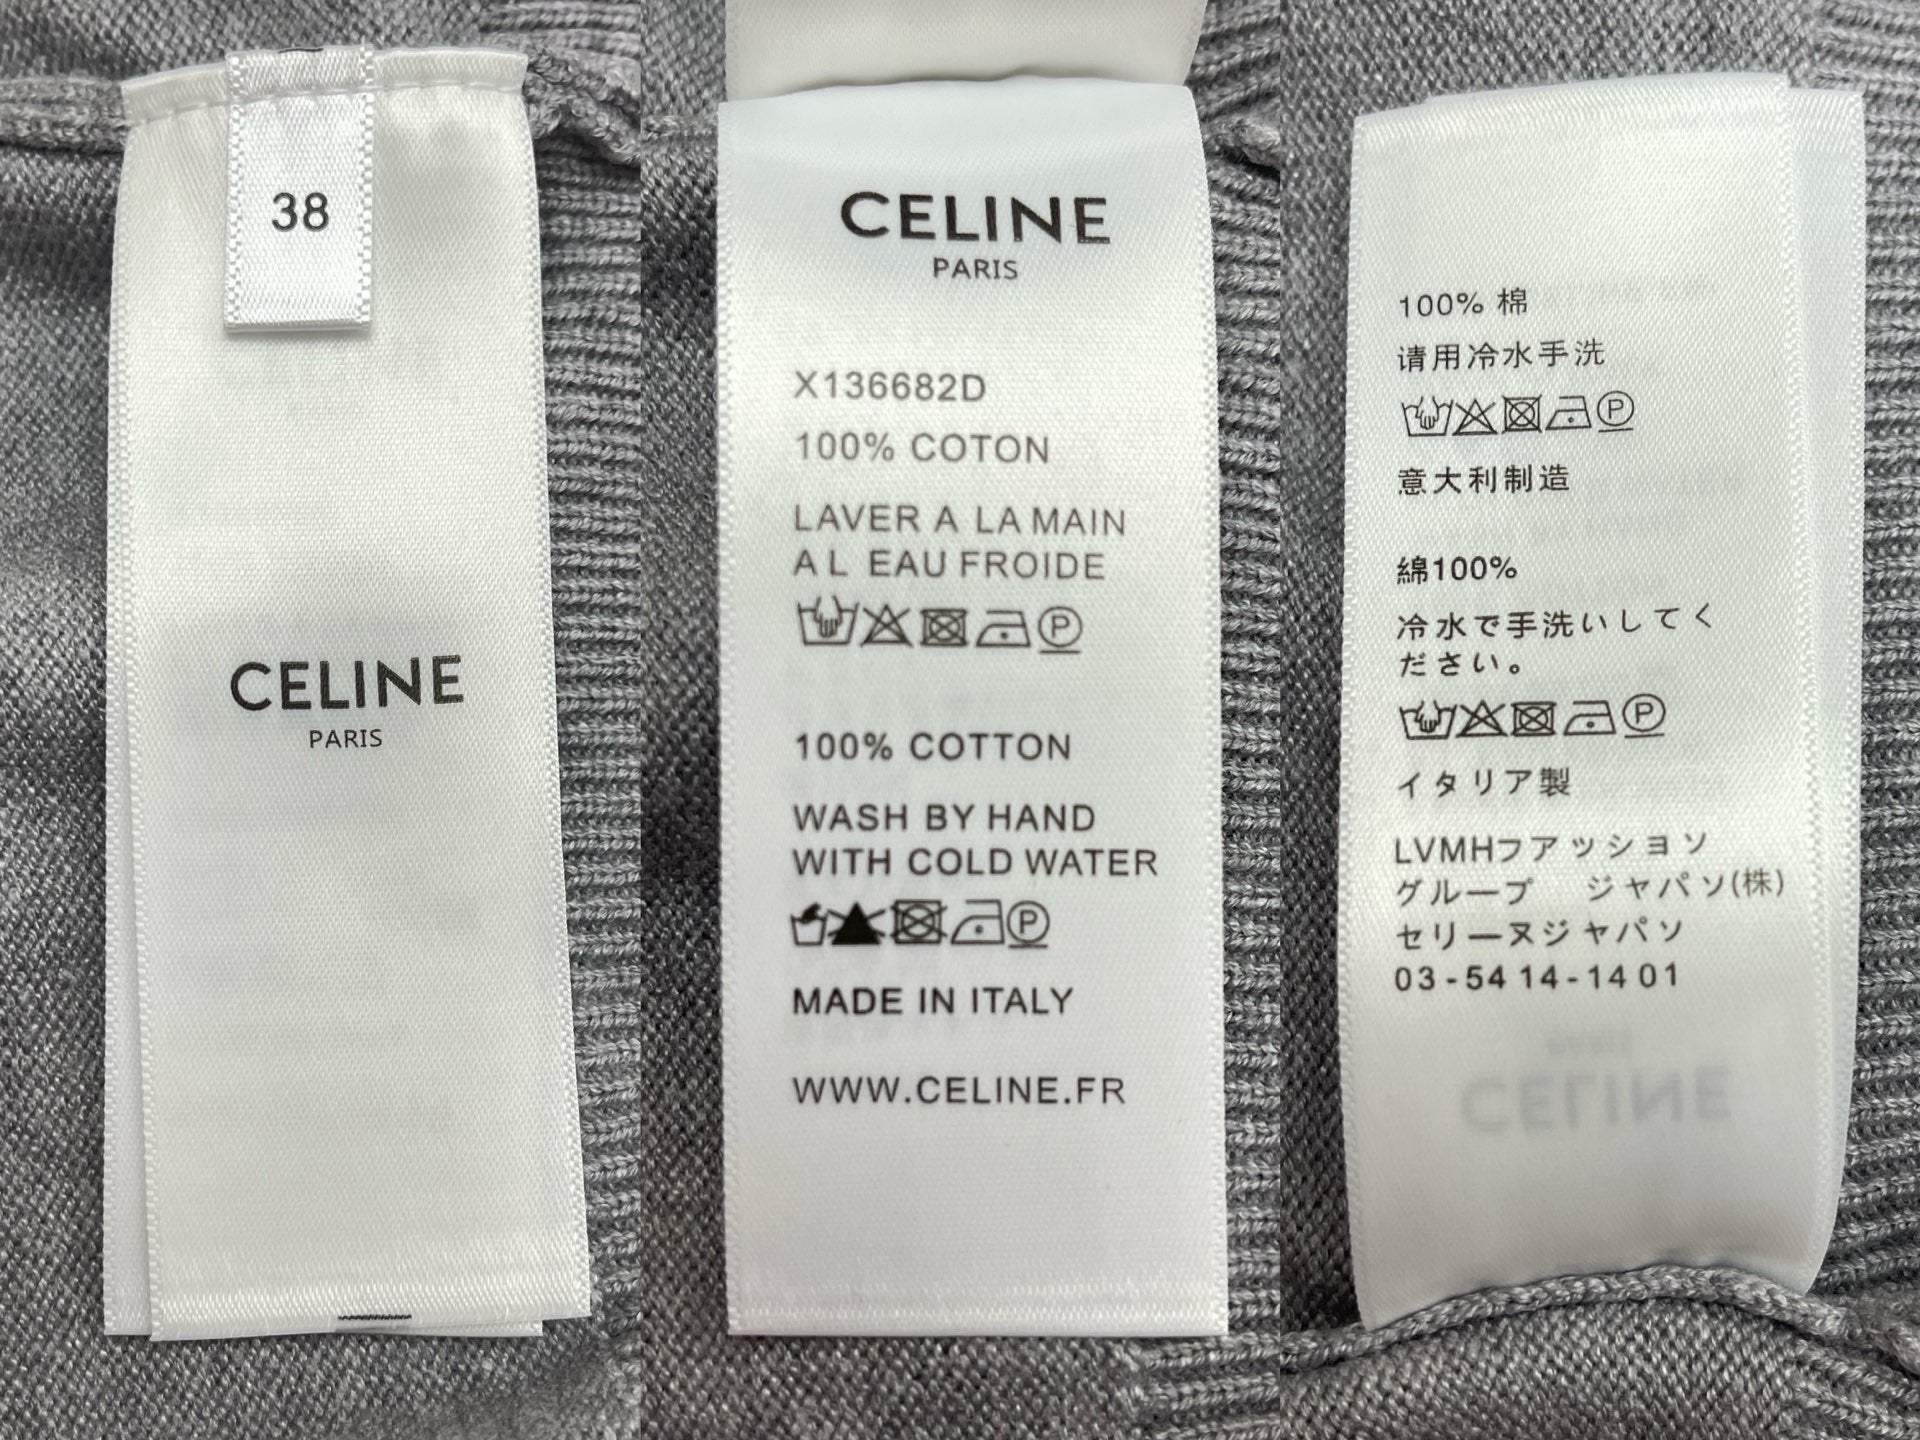 38
CELINE
PARIS
CELINE
PARIS
X136682D
100% COTON
LAVER A LA MAIN
A L EAU FROIDE
P
100% COTTON
WASH BY HAND
WITH COLD WATER
P
MADE IN ITALY
WWW.CELINE.FR
100% 棉
请用冷水手洗
P
意大利制造
綿100%
冷水で手洗いしてく
ださい。
P
イタリア製
LVMHフアッショソ
グループ ジャパソ(株)
セリーヌジャパソ
03-5414-1401
PARIS
CELINE